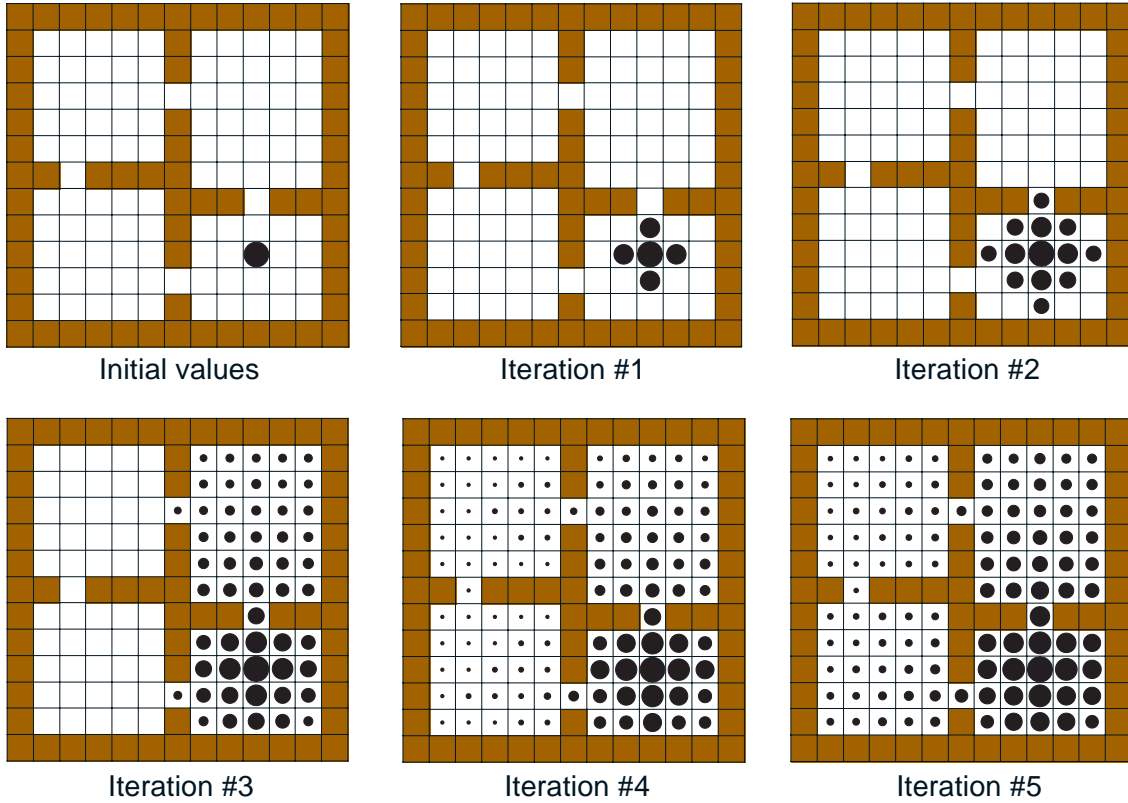 Initial values
Iteration #1
Iteration #2
Iteration #3
Iteration #4
Iteration #5